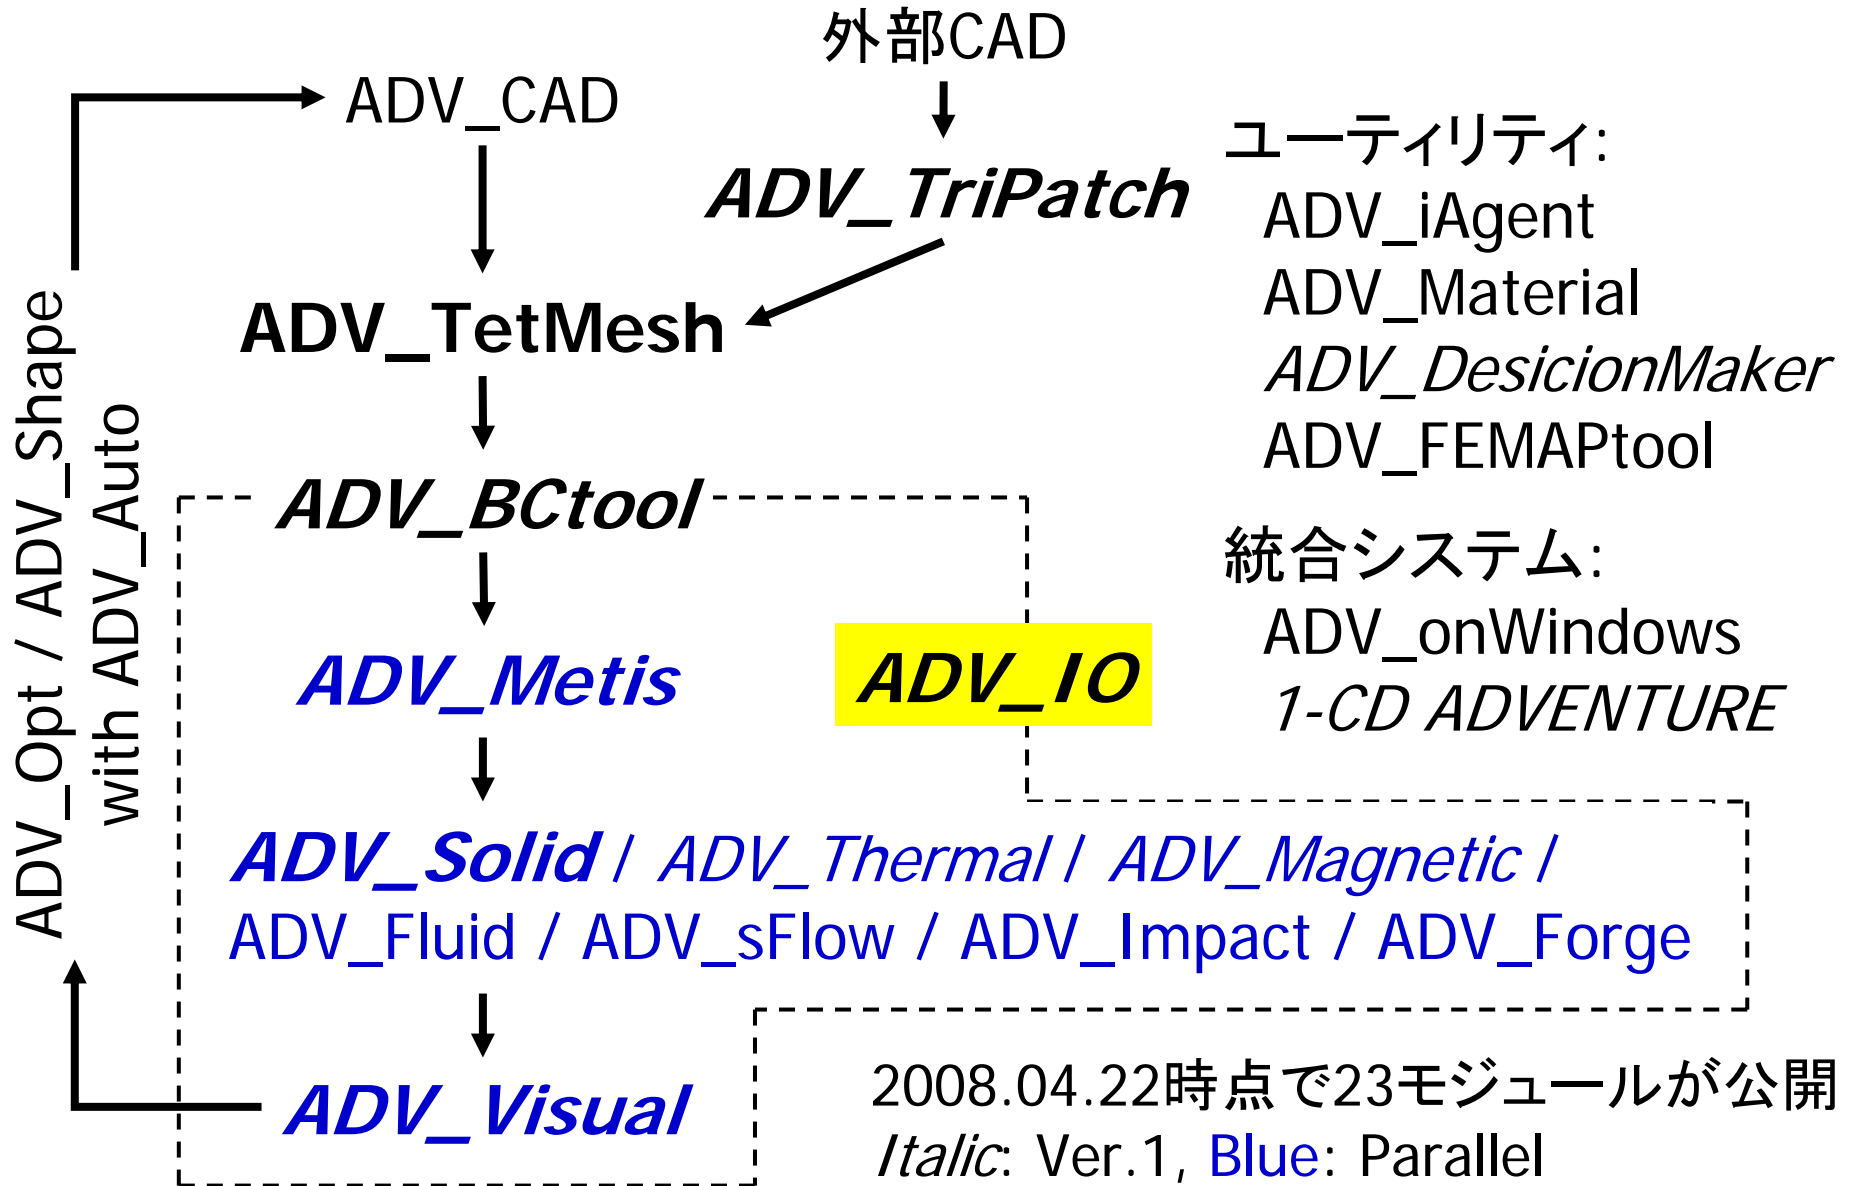 外部CAD
ADV_CAD
ADV_TriPatch
ADV_TetMesh
ADV_BCtool
ADV_Metis
ADV_IO
ADV_Solid / ADV_Thermal / ADV_Magnetic /
ADV_Fluid / ADV_sFlow / ADV_Impact / ADV_Forge
ADV_Visual
ADV_Opt / ADV_Shape
with ADV_Auto
ユーティリティ:
ADV_iAgent
ADV_Material
ADV_DesicionMaker
ADV_FEMAPtool
統合システム:
ADV_onWindows
1-CD ADVENTURE
2008.04.22時点で23モジュールが公開
Italic: Ver.1, Blue: Parallel